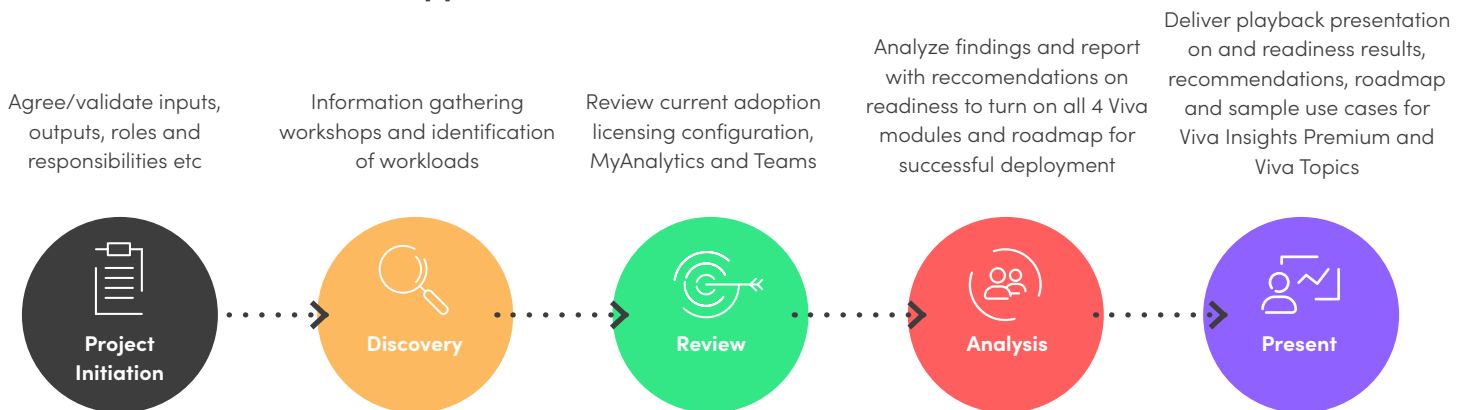 Agree/validate inputs,
outputs, roles and
responsibilities etc
Project
Initiation
Information gathering
workshops and identification
of workloads
Discovery
Review current adoption
licensing configuration,
MyAnalytics and Teams
Review
Analyze findings and report
with reccomendations on
readiness to turn on all 4 Viva
modules and roadmap for
successful deployment
Analysis
Deliver playback presentation
on and readiness results,
recommendations, roadmap
and sample use cases for
Viva Insights Premium and
Viva Topics
Present